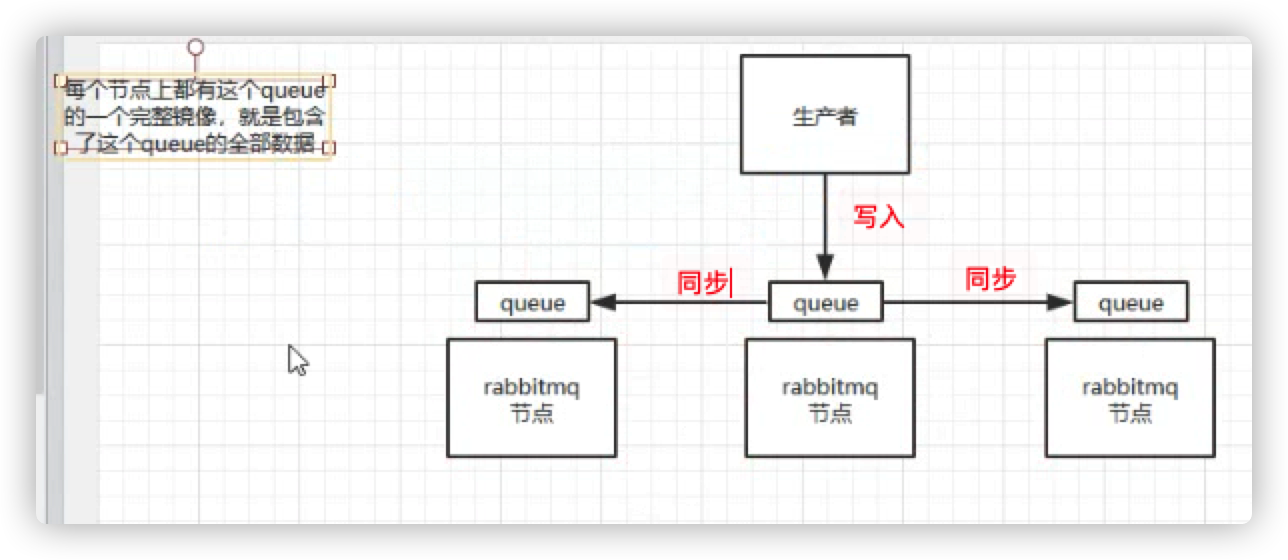 每个节点上都有这个queue
的一个完整镜像，就是包含
了这个queue的全部数据
生产者
写入
同步
同步
queue
queue
queue
rabbitmq
节点
rabbitmq
节点
rabbitmq
节点